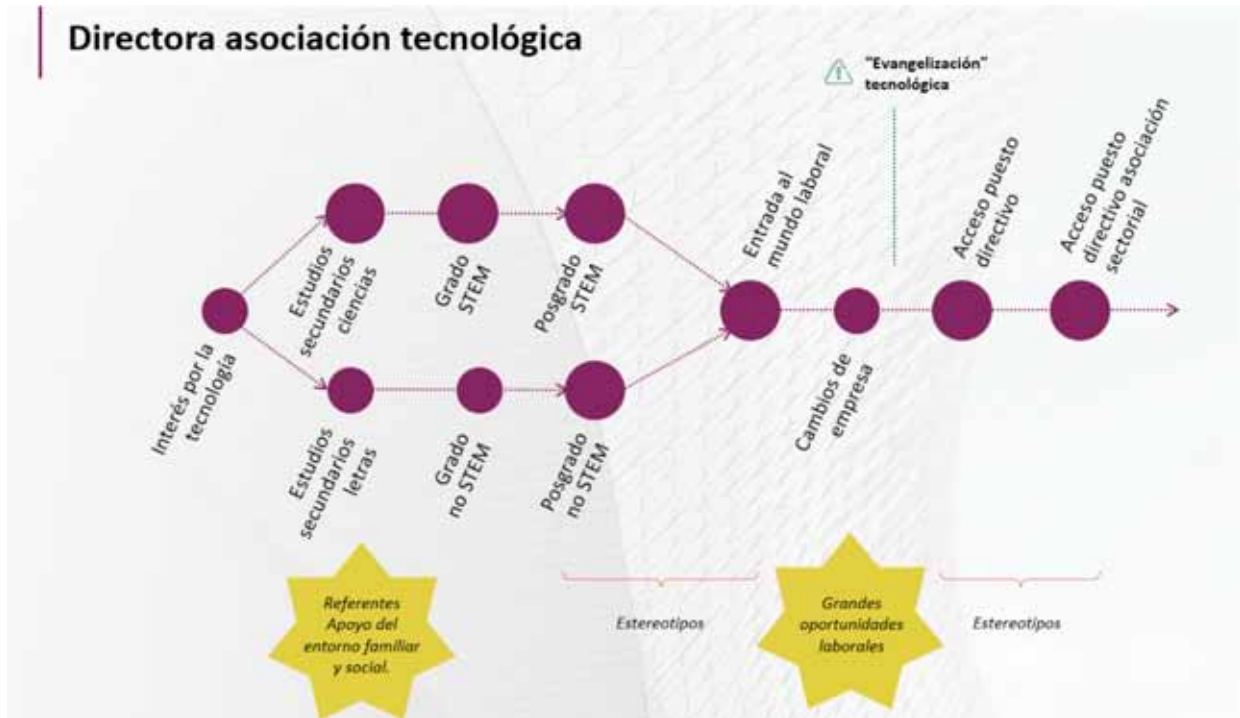 Directora asociación tecnológica
"Evangelización"
tecnológica
Interés por la
tecnología
Estudios
secundarios
ciencias
Grado
STEM
Posgrado
STEM
Estudios
secundarios
letras
Grado
no STEM
Posgrado
no STEM
Entrada al
mundo laboral
Cambios de
empresa
Acceso puesto
directivo
Acceso puesto
directivo asociación
sectorial
Referentes
Apoyo del
entorno familiar
y social.
Estereotipos
Grandes
oportunidades
laborales
Estereotipos